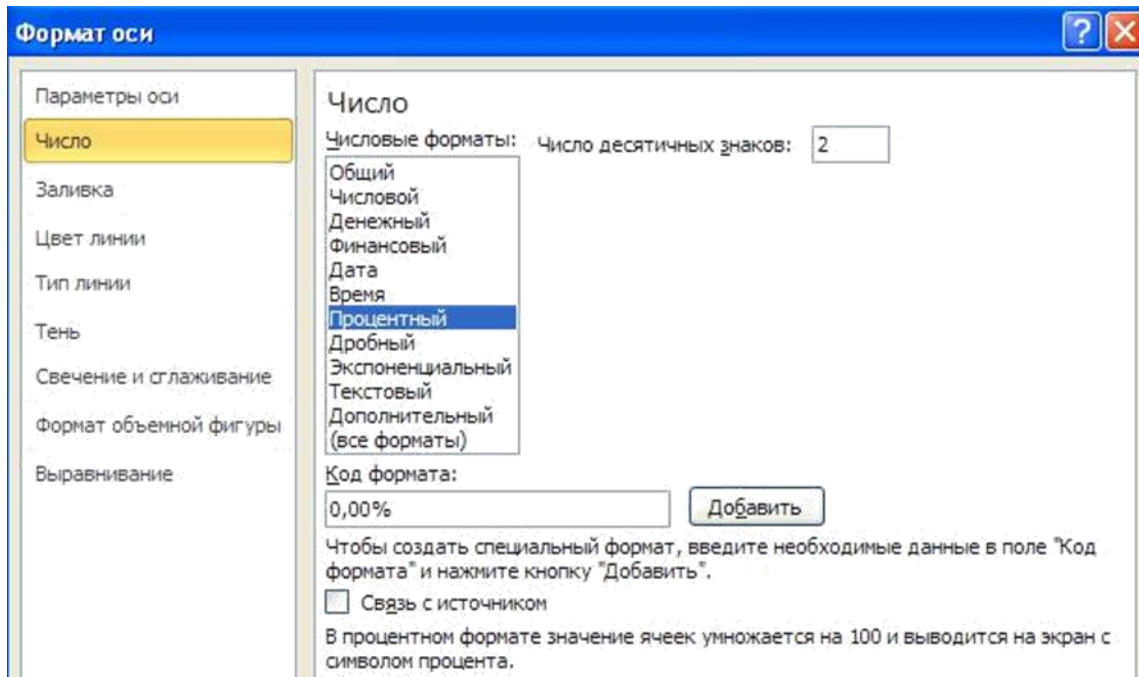 Формат оси
Параметры оси
Число
Заливка
Цвет линии
Тип линии
Тень
Свечение и сглаживание
Формат объемной фигуры
Выравнивание
Число
Числовые форматы:
Число десятичных знаков: 2
Общий
Числовой
Денежный
Финансовый
Дата
Время
Процентный
Дробный
Экспоненциальный
Текстовый
Дополнительный
(все форматы)
Код формата:
0,00%
Добавить
Чтобы создать специальный формат, введите необходимые данные в поле "Код
формата" и нажмите кнопку "Добавить".
Связь с источником
В процентном формате значение ячеек умножается на 100 и выводится на экран с
символом процента.